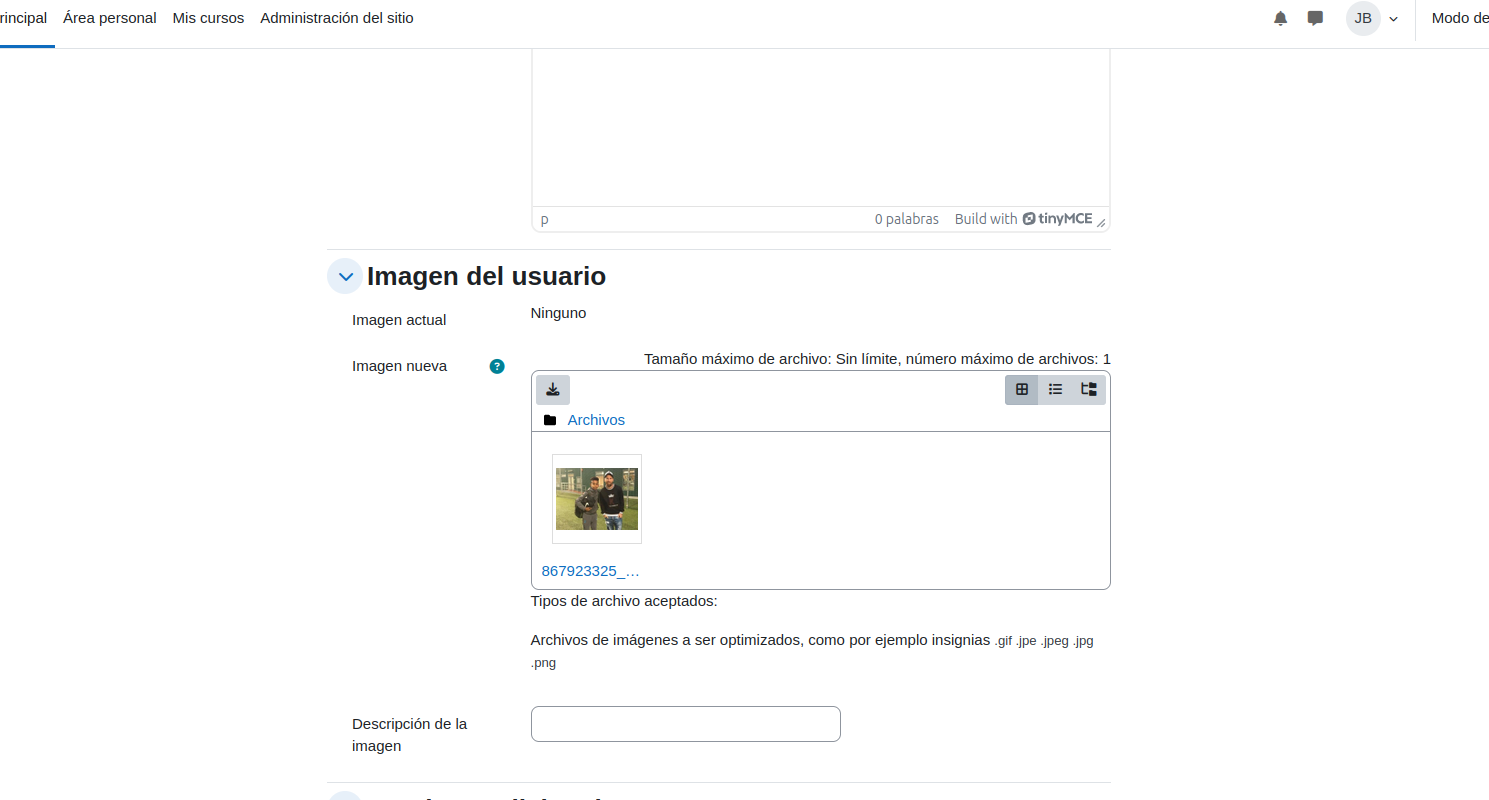 rincipal Área personal Mis cursos Administración del sitio JB Modo de
p 0 palabras Build with tinyMCE
Imagen del usuario
Imagen actual Ninguno
Imagen nueva ? Tamaño máximo de archivo: Sin límite, número máximo de archivos: 1
Archivos
867923325_...
Tipos de archivo aceptados:
Archivos de imágenes a ser optimizados, como por ejemplo insignias .gif .jpe .jpeg .jpg
.png
Descripción de la
imagen